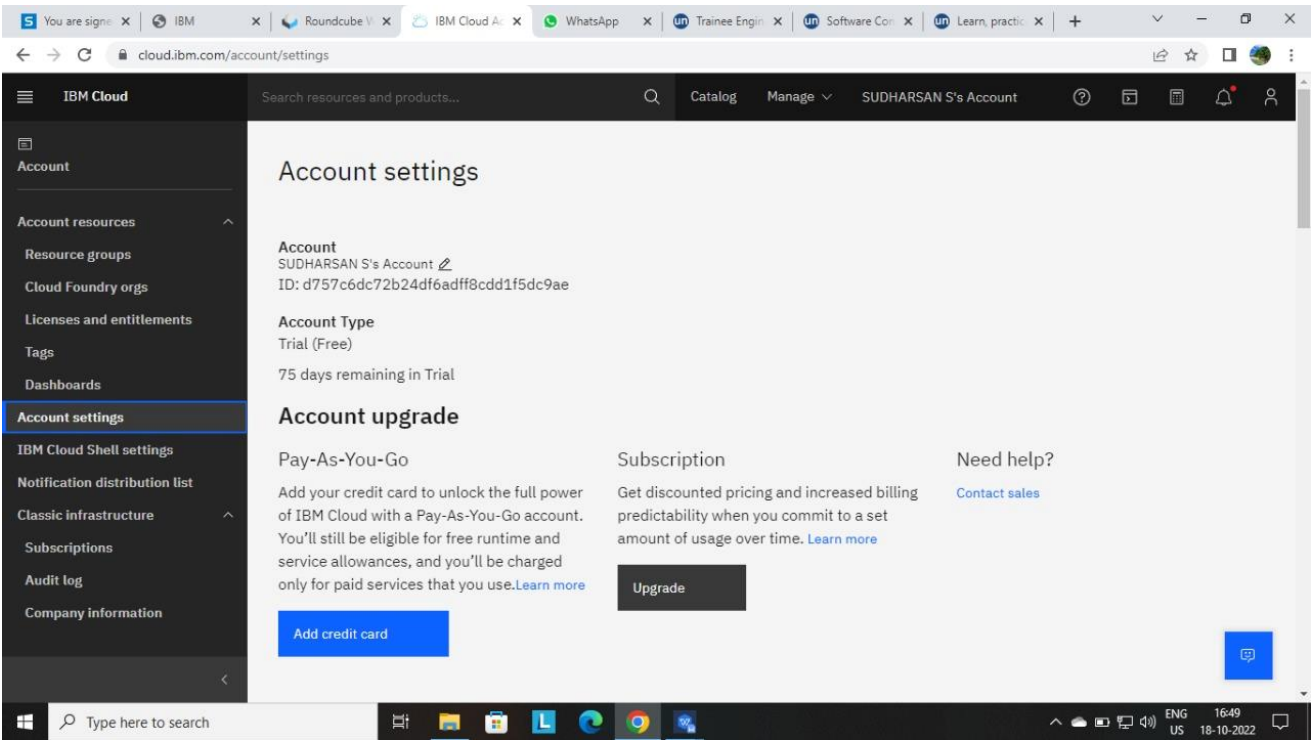 You are signe
IBM
Roundcube W
IBM Cloud Ac
WhatsApp
Trainee Engin
Software Con
Learn, practic
cloud.ibm.com/account/settings
IBM Cloud
Search resources and products...
Catalog
Manage
SUDHARSAN S's Account
Account
Account resources
Resource groups
Cloud Foundry orgs
Licenses and entitlements
Tags
Dashboards
Account settings
IBM Cloud Shell settings
Notification distribution list
Classic infrastructure
Subscriptions
Audit log
Company information
Account settings
Account
SUDHARSAN S's Account
ID: d757c6dc72b24df6adff8cdd1f5dc9ae
Account Type
Trial (Free)
75 days remaining in Trial
Account upgrade
Pay-As-You-Go
Add your credit card to unlock the full power
of IBM Cloud with a Pay-As-You-Go account.
You'll still be eligible for free runtime and
service allowances, and you'll be charged
only for paid services that you use.Learn more
Add credit card
Subscription
Get discounted pricing and increased billing
predictability when you commit to a set
amount of usage over time. Learn more
Upgrade
Need help?
Contact sales
Type here to search
ENG
US
16:49
18-10-2022